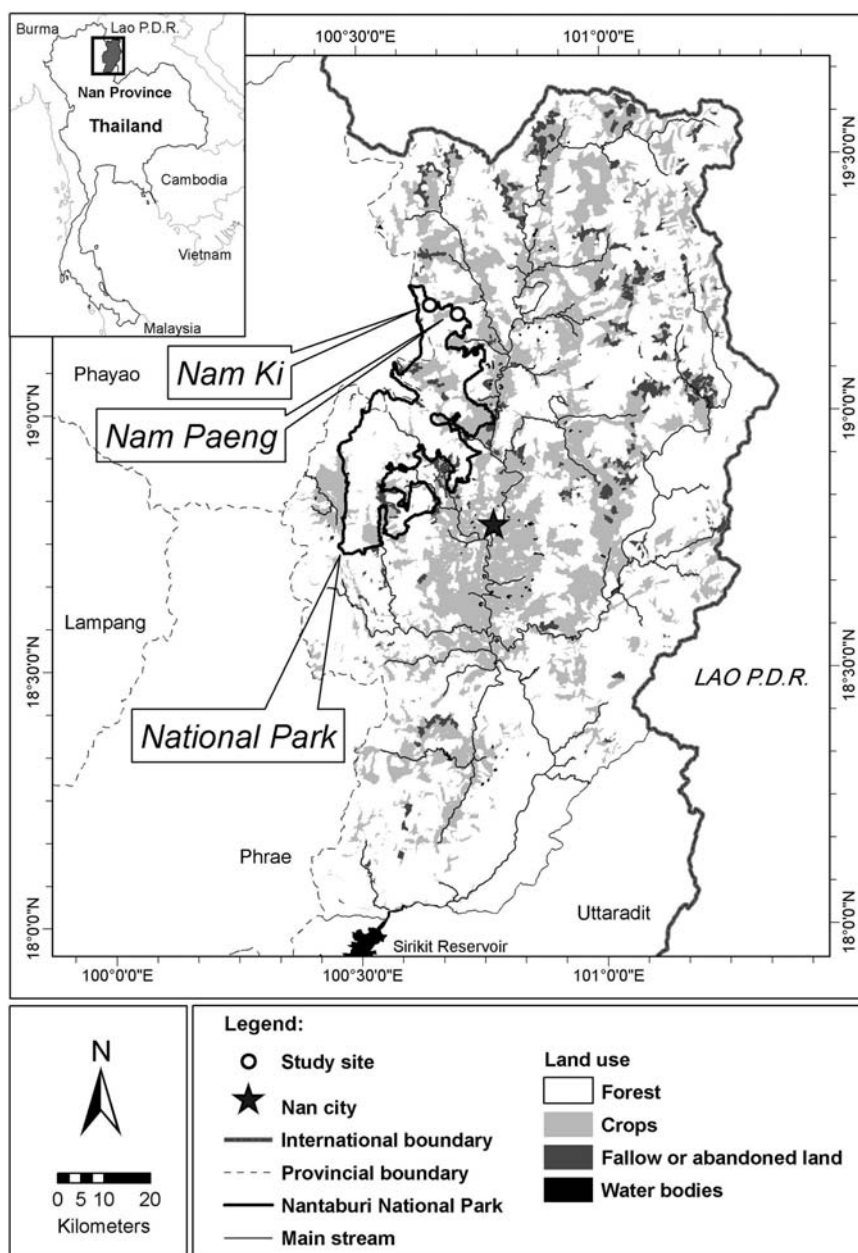 Burma
Lao P.D.R.
Nan Province
Thailand
Cambodia
Vietnam
Malaysia
100°30'0"E
101°0'0"E
19°30'0"N
19°30'0"N
Nam Ki
Phayao
Nam Paeng
19°0'0"N
19°0'0"N
Lampang
18°30'0"N
18°30'0"N
LAO P.D.R.
National Park
Phrae
Uttaradit
18°0'0"N
18°0'0"N
Sirikit Reservoir
100°0'0"E
100°30'0"E
101°0'0"E
N
0 5 10 20
Kilometers
Legend:
Study site
Nan city
International boundary
Provincial boundary
Nantaburi National Park
Main stream
Land use
Forest
Crops
Fallow or abandoned land
Water bodies